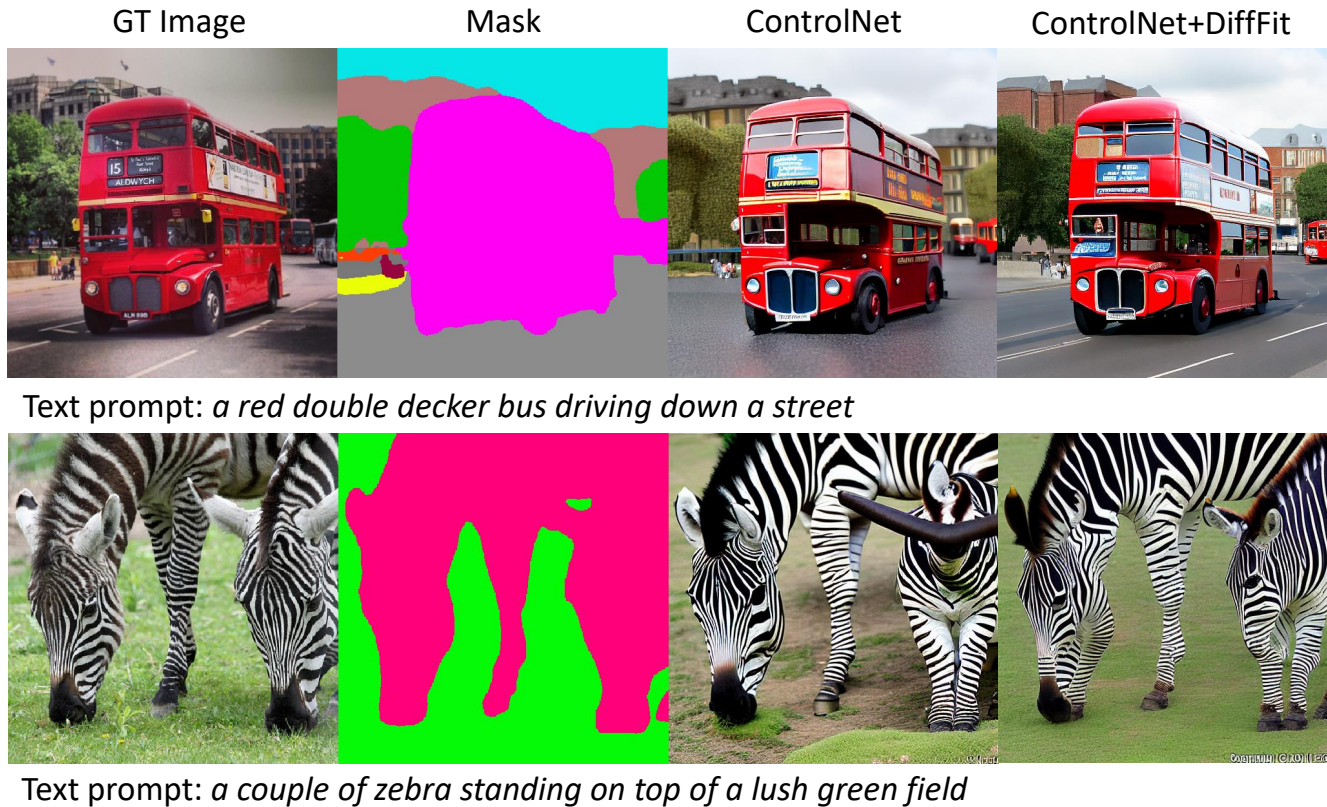 GT Image Mask ControlNet ControlNet+DiffFit
15
ALDWYCH
Text prompt: a red double decker bus driving down a street
Text prompt: a couple of zebra standing on top of a lush green field